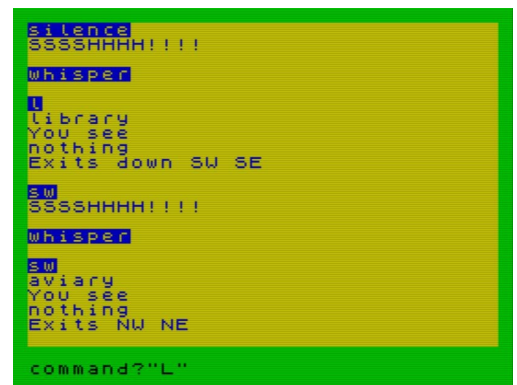 silence
SSSSHHHH!!!!
whisper
l
library
You see
nothing
Exits down SW SE
sw
SSSSHHHH!!!!
whisper
sw
aviary
You see
nothing
Exits NW NE
command?"L"